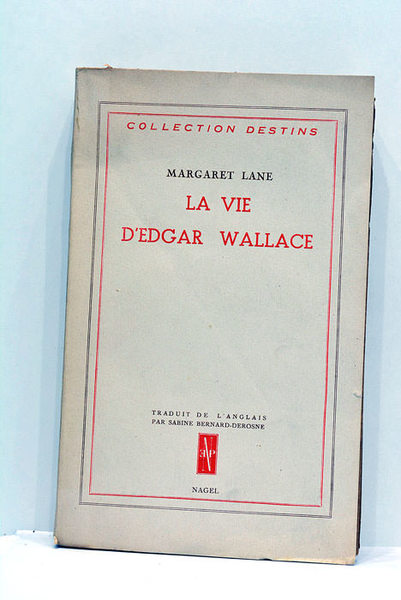 COLLECTION DESTINS
MARGARET LANE
LA VIE
D'EDGAR WALLACE
TRADUIT DE L'ANGLAIS
PAR SABINE BERNARD-DEROSNE
NAGEL